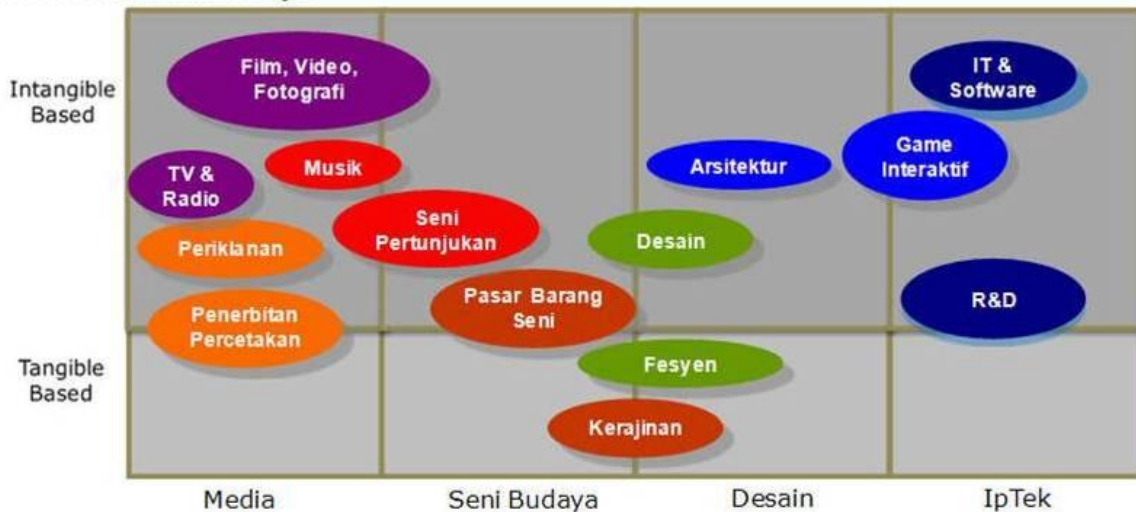 Intangible
Based
Film, Video,
Fotografi
IT &
Software
TV &
Radio
Musik
Arsitektur
Game
Interaktif
Periklanan
Seni
Pertunjukan
Desain
Penerbitan
Percetakan
Pasar Barang
Seni
R&D
Tangible
Based
Fesyen
Kerajinan
Media
Seni Budaya
Desain
IpTek